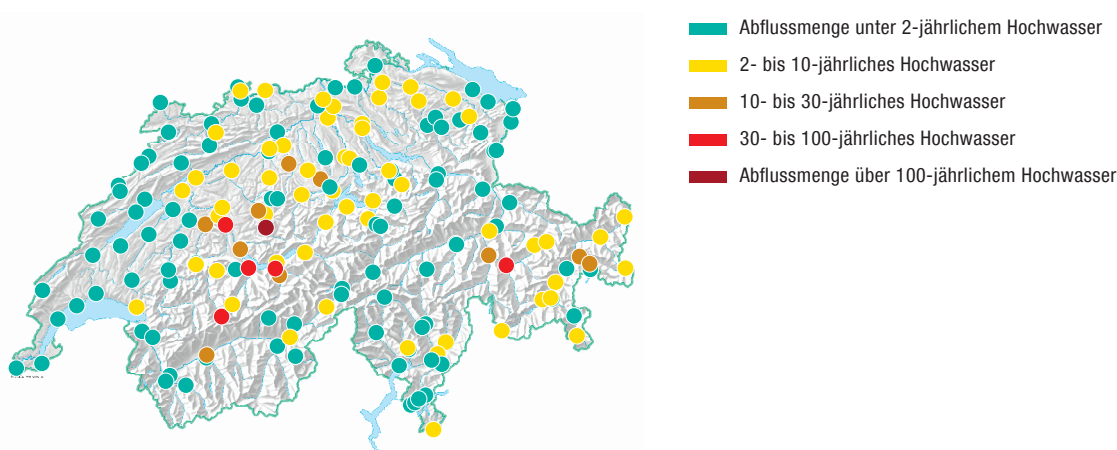 Abflussmenge unter 2-jährlichem Hochwasser
2- bis 10-jährliches Hochwasser
10- bis 30-jährliches Hochwasser
30- bis 100-jährliches Hochwasser
Abflussmenge über 100-jährlichem Hochwasser